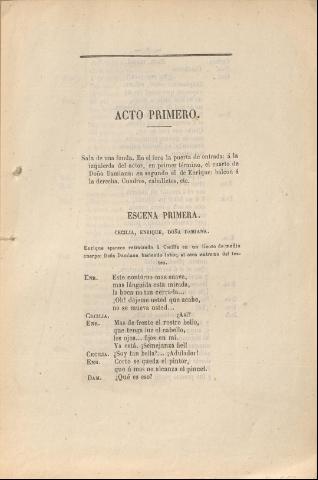 ACTO PRIMERO.
Sala de una fonda. En el foro la puerta de entrada: á la
izquierda del actor, en primer término, el cuarto de
Doña Damiana: en segundo el de Enrique: balcon á
la derecha. Cuadros, caballetes, etc.
ESCENA PRIMERA.
CECILIA, ENRIQUE, DOÑA DAMIANA.
Enrique aparece retratando á Cecilia en un lienzo de medio
cuerpo: Doña Damiana haciendo labor, al otro extremo del tea-
tro.
ENR. Este contorno mas suave,
mas lánguida esta mirada,
la boca no tan cerrada...
¡Oh! déjeme usted que acabe,
no se mueva usted...
CECILIA. ¿Así?
ENR. Mas de frente el rostro bello,
que tenga luz el cabello,
los ojos... fijos en mí.
Ya está. ¡Semejanza fiel!
CECILIA. ¿Soy tan bella?... ¡Adulador!
ENR. Corto se queda el pintor,
que á mas no alcanza el pincel.
DAM. ¿Qué es eso?